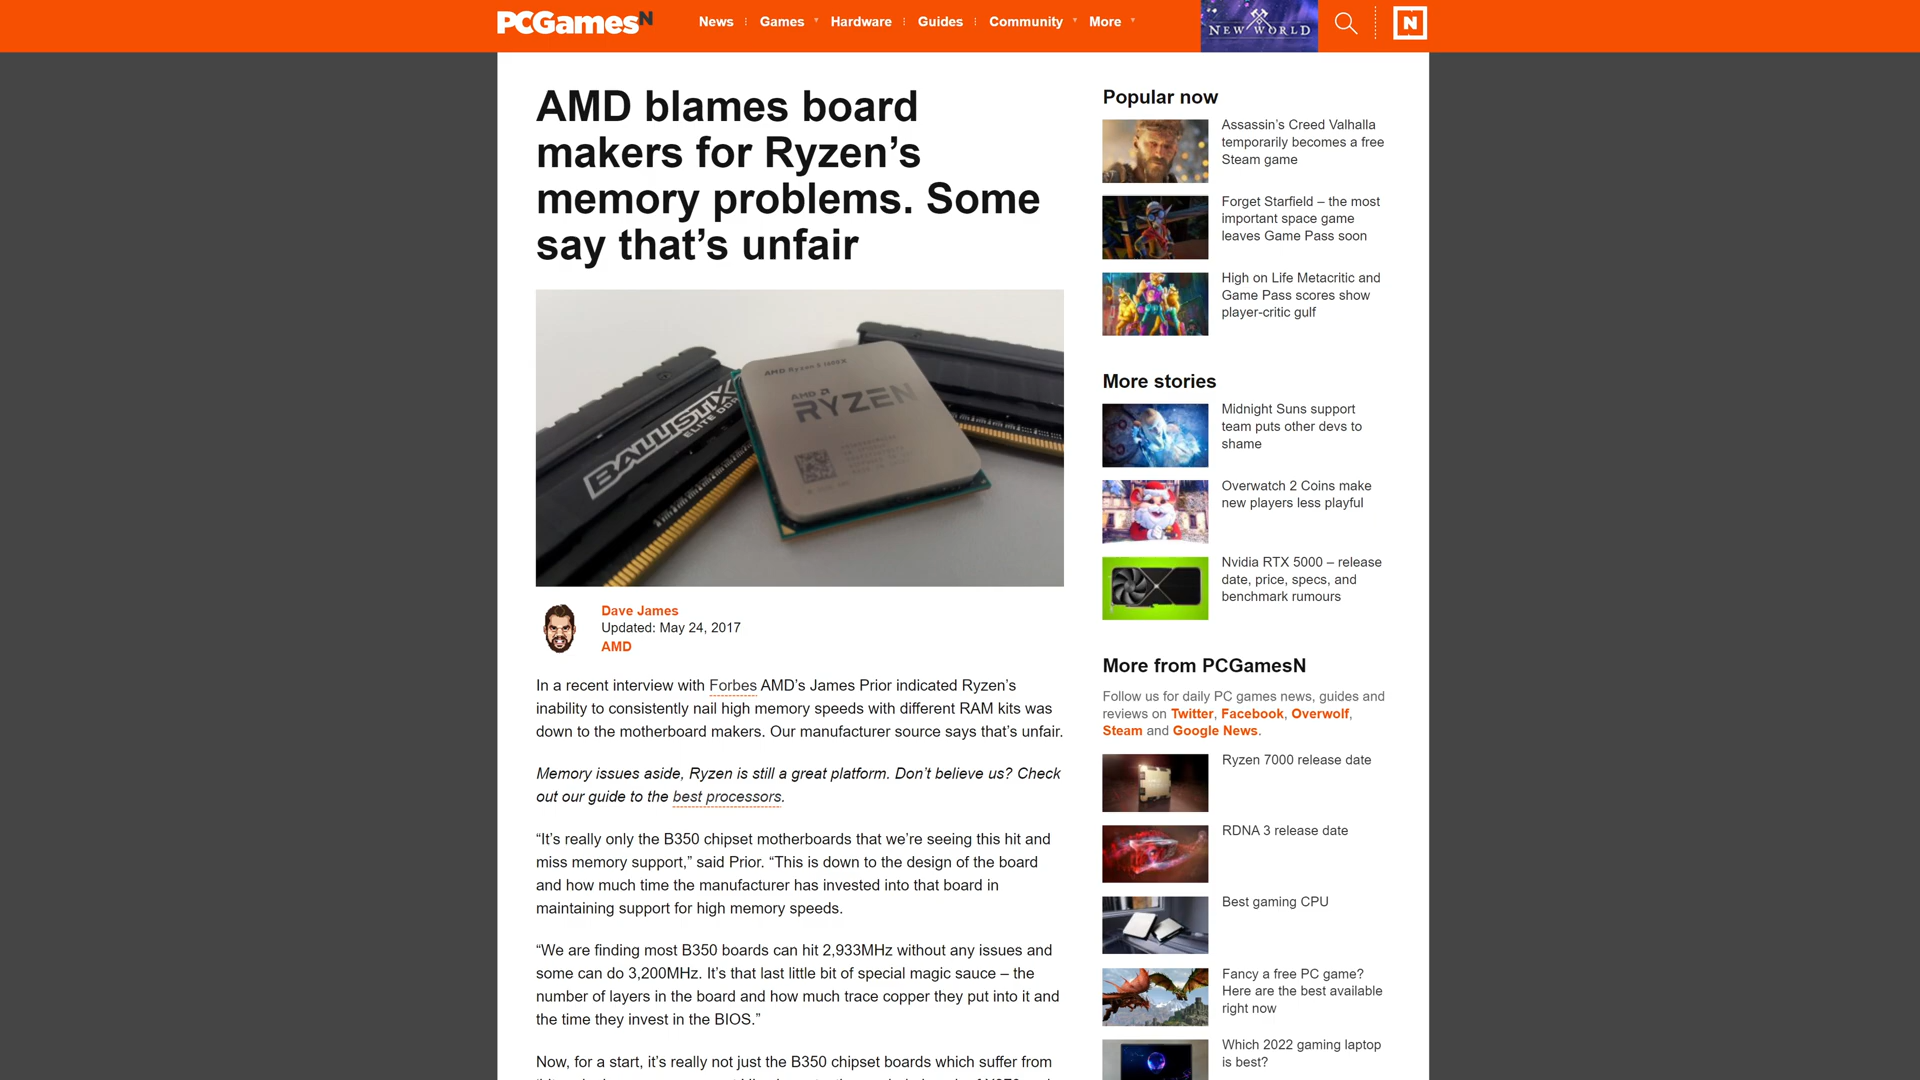 PCGamesN
News
Games
Hardware
Guides
Community
More
NEW WORLD
N
AMD blames board
makers for Ryzen’s
memory problems. Some
say that’s unfair
BALLISTIX
ELITE DDR
AMD Ryzen 5 1600X
AMD
RYZEN
Dave James
Updated: May 24, 2017
AMD
In a recent interview with Forbes AMD’s James Prior indicated Ryzen’s
inability to consistently nail high memory speeds with different RAM kits was
down to the motherboard makers. Our manufacturer source says that’s unfair.
Memory issues aside, Ryzen is still a great platform. Don’t believe us? Check
out our guide to the best processors.
“It’s really only the B350 chipset motherboards that we’re seeing this hit and
miss memory support,” said Prior. “This is down to the design of the board
and how much time the manufacturer has invested into that board in
maintaining support for high memory speeds.
“We are finding most B350 boards can hit 2,933MHz without any issues and
some can do 3,200MHz. It’s that last little bit of special magic sauce – the
number of layers in the board and how much trace copper they put into it and
the time they invest in the BIOS.”
Now, for a start, it’s really not just the B350 chipset boards which suffer from
Popular now
Assassin’s Creed Valhalla
temporarily becomes a free
Steam game
Forget Starfield – the most
important space game
leaves Game Pass soon
High on Life Metacritic and
Game Pass scores show
player-critic gulf
More stories
Midnight Suns support
team puts other devs to
shame
Overwatch 2 Coins make
new players less playful
Nvidia RTX 5000 – release
date, price, specs, and
benchmark rumours
More from PCGamesN
Follow us for daily PC games news, guides and
reviews on Twitter, Facebook, Overwolf,
Steam and Google News.
Ryzen 7000 release date
RDNA 3 release date
Best gaming CPU
Fancy a free PC game?
Here are the best available
right now
Which 2022 gaming laptop
is best?